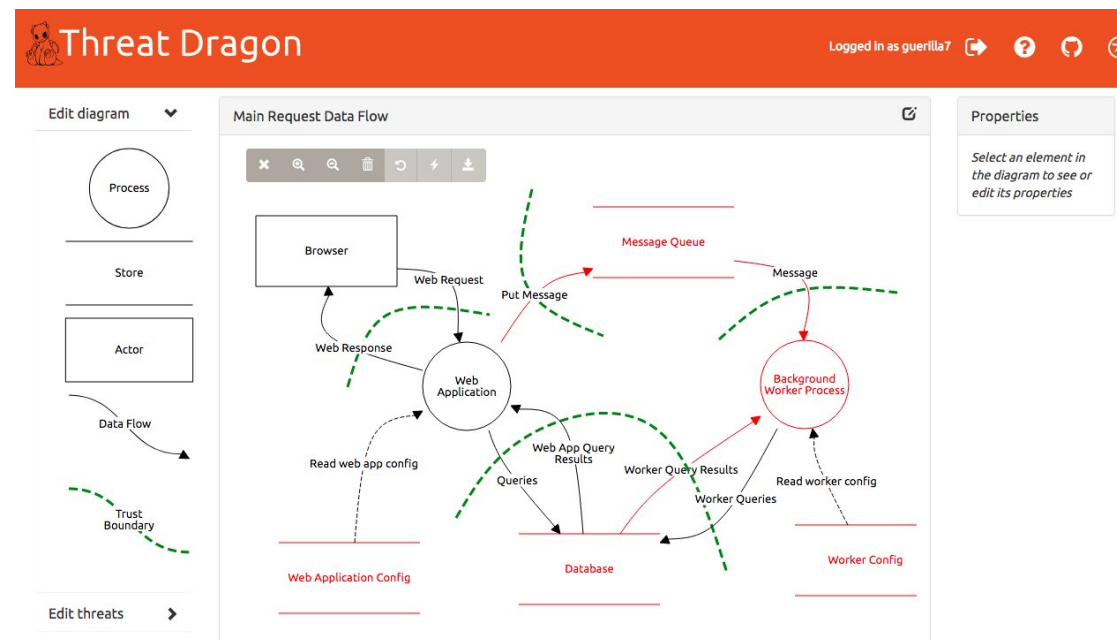 Threat Dragon
Logged in as guerilla7
Edit diagram
Process
Store
Actor
Data Flow
Trust
Boundary
Edit threats
Main Request Data Flow
Browser
Web Request
Put Message
Message Queue
Message
Web Response
Web
Application
Background
Worker Process
Read web app config
Queries
Web App Query
Results
Worker Query Results
Worker Queries
Read worker config
Web Application Config
Database
Worker Config
Properties
Select an element in
the diagram to see or
edit its properties